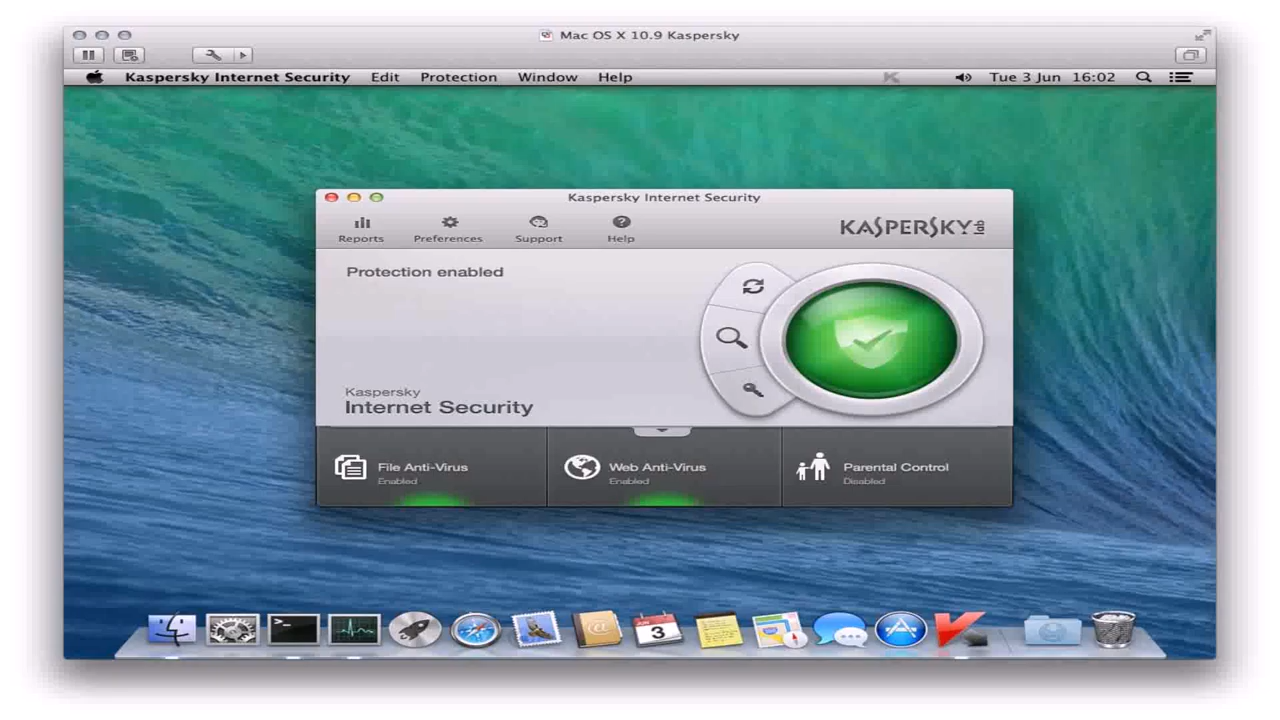 Mac OS X 10.9 Kaspersky
Kaspersky Internet Security Edit Protection Window Help K Tue 3 Jun 16:02
Kaspersky Internet Security
Reports Preferences Support Help KASPERSKY lab
Protection enabled
Kaspersky
Internet Security
File Anti-Virus Web Anti-Virus Parental Control
Enabled Enabled Disabled
JUN
3